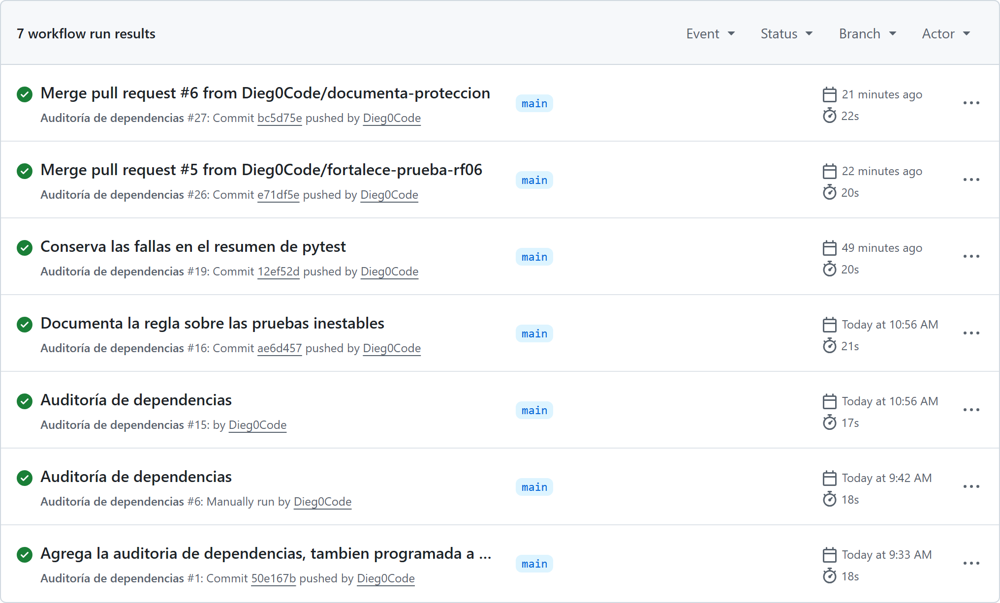 7 workflow run results
Event Status Branch Actor
Merge pull request #6 from Dieg0Code/documenta-proteccion
Auditoría de dependencias #27: Commit bc5d75e pushed by Dieg0Code
main
21 minutes ago
22s
Merge pull request #5 from Dieg0Code/fortalece-prueba-rf06
Auditoría de dependencias #26: Commit e71df5e pushed by Dieg0Code
main
22 minutes ago
20s
Conserva las fallas en el resumen de pytest
Auditoría de dependencias #19: Commit 12ef52d pushed by Dieg0Code
main
49 minutes ago
20s
Documenta la regla sobre las pruebas inestables
Auditoría de dependencias #16: Commit ae6d457 pushed by Dieg0Code
main
Today at 10:56 AM
21s
Auditoría de dependencias
Auditoría de dependencias #15: by Dieg0Code
main
Today at 10:56 AM
17s
Auditoría de dependencias
Auditoría de dependencias #6: Manually run by Dieg0Code
main
Today at 9:42 AM
18s
Agrega la auditoria de dependencias, tambien programada a ...
Auditoría de dependencias #1: Commit 50e167b pushed by Dieg0Code
main
Today at 9:33 AM
18s